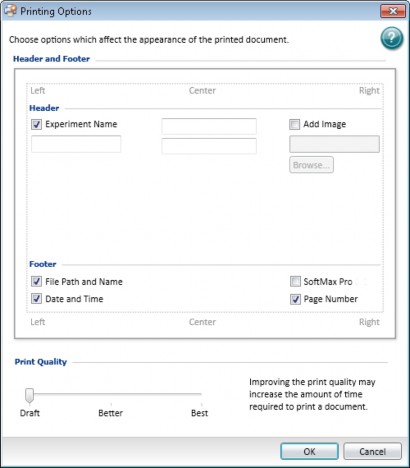 Printing Options
Choose options which affect the appearance of the printed document.
?
Header and Footer
Left Center Right
Header
Experiment Name Add Image
Browse...
Footer
File Path and Name SoftMax Pro
Date and Time Page Number
Left Center Right
Print Quality
Improving the print quality may
increase the amount of time
required to print a document.
Draft Better Best
OK Cancel